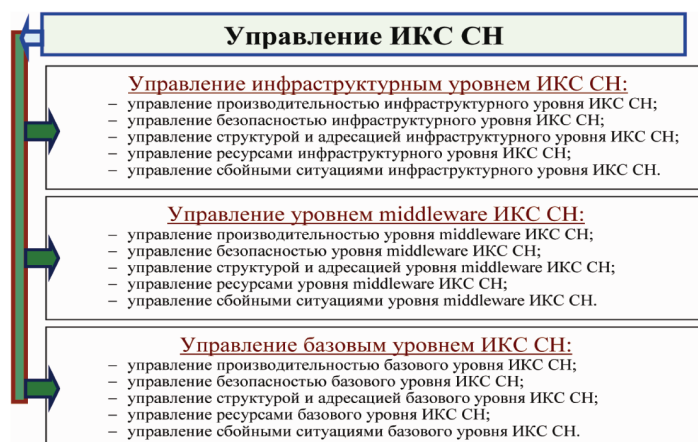 Управление ИКС СН
Управление инфраструктурным уровнем ИКС СН:
– управление производительностью инфраструктурного уровня ИКС СН;
– управление безопасностью инфраструктурного уровня ИКС СН;
– управление структурой и адресацией инфраструктурного уровня ИКС СН;
– управление ресурсами инфраструктурного уровня ИКС СН;
– управление сбойными ситуациями инфраструктурного уровня ИКС СН.
Управление уровнем middleware ИКС СН:
– управление производительностью уровня middleware ИКС СН;
– управление безопасностью уровня middleware ИКС СН;
– управление структурой и адресацией уровня middleware ИКС СН;
– управление ресурсами уровня middleware ИКС СН;
– управление сбойными ситуациями уровня middleware ИКС СН.
Управление базовым уровнем ИКС СН:
– управление производительностью базового уровня ИКС СН;
– управление безопасностью базового уровня ИКС СН;
– управление структурой и адресацией базового уровня ИКС СН;
– управление ресурсами базового уровня ИКС СН;
– управление сбойными ситуациями базового уровня ИКС СН.